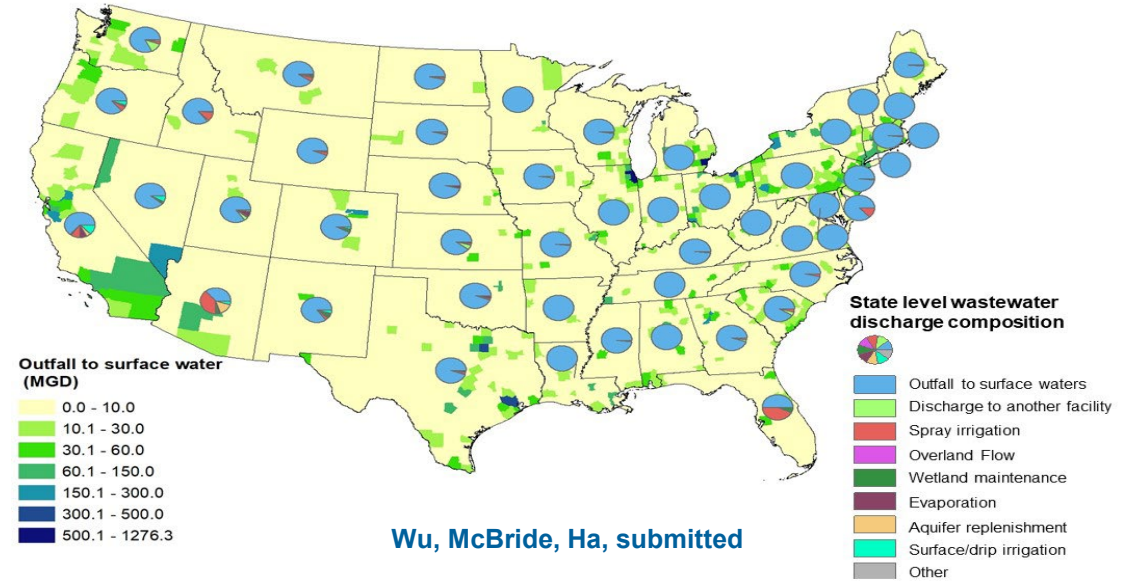 Outfall to surface water
(MGD)
0.0 - 10.0
10.1 - 30.0
30.1 - 60.0
60.1 - 150.0
150.1 - 300.0
300.1 - 500.0
500.1 - 1276.3
Wu, McBride, Ha, submitted
State level wastewater
discharge composition
Outfall to surface waters
Discharge to another facility
Spray irrigation
Overland Flow
Wetland maintenance
Evaporation
Aquifer replenishment
Surface/drip irrigation
Other